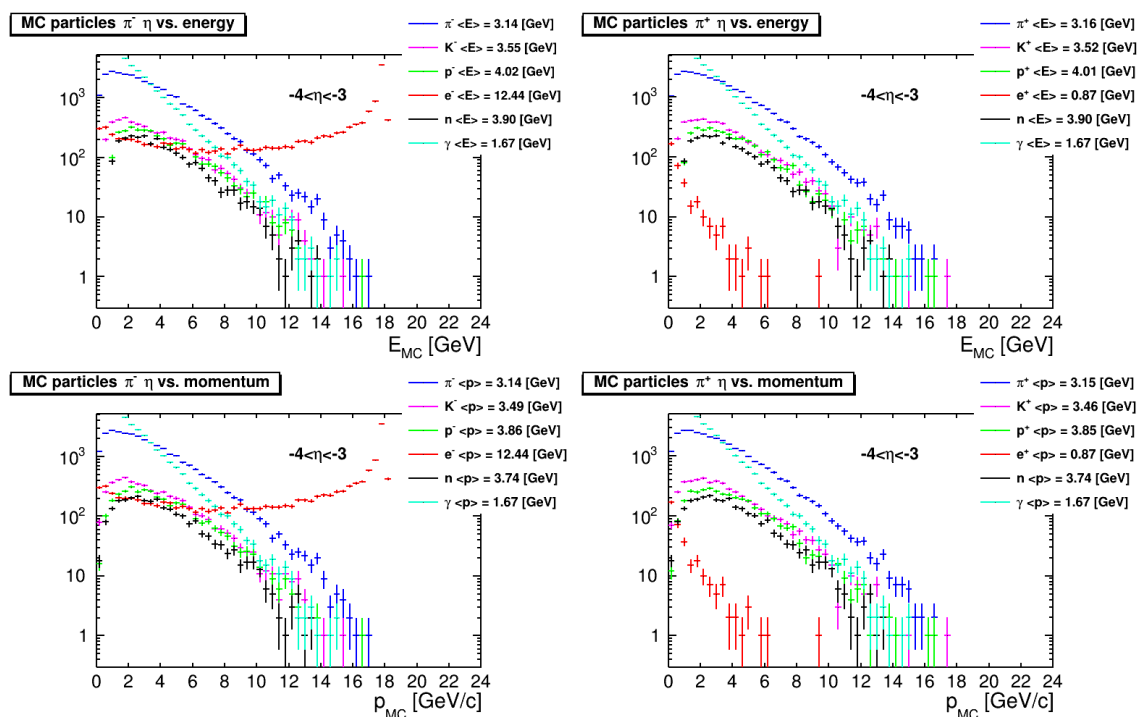 MC particles π⁻ η vs. energy
π⁻ <E> = 3.14 [GeV]
K⁻ <E> = 3.55 [GeV]
p⁻ <E> = 4.02 [GeV]
e⁻ <E> = 12.44 [GeV]
n <E> = 3.90 [GeV]
γ <E> = 1.67 [GeV]
-4<η<-3
10³
10²
10
1
0 2 4 6 8 10 12 14 16 18 20 22 24
E_MC [GeV]
MC particles π⁺ η vs. energy
π⁺ <E> = 3.16 [GeV]
K⁺ <E> = 3.52 [GeV]
p⁺ <E> = 4.01 [GeV]
e⁺ <E> = 0.87 [GeV]
n <E> = 3.90 [GeV]
γ <E> = 1.67 [GeV]
-4<η<-3
10³
10²
10
1
0 2 4 6 8 10 12 14 16 18 20 22 24
E_MC [GeV]
MC particles π⁻ η vs. momentum
π⁻ <p> = 3.14 [GeV]
K⁻ <p> = 3.49 [GeV]
p⁻ <p> = 3.86 [GeV]
e⁻ <p> = 12.44 [GeV]
n <p> = 3.74 [GeV]
γ <p> = 1.67 [GeV]
-4<η<-3
10³
10²
10
1
0 2 4 6 8 10 12 14 16 18 20 22 24
p_MC [GeV/c]
MC particles π⁺ η vs. momentum
π⁺ <p> = 3.15 [GeV]
K⁺ <p> = 3.46 [GeV]
p⁺ <p> = 3.85 [GeV]
e⁺ <p> = 0.87 [GeV]
n <p> = 3.74 [GeV]
γ <p> = 1.67 [GeV]
-4<η<-3
10³
10²
10
1
0 2 4 6 8 10 12 14 16 18 20 22 24
p_MC [GeV/c]